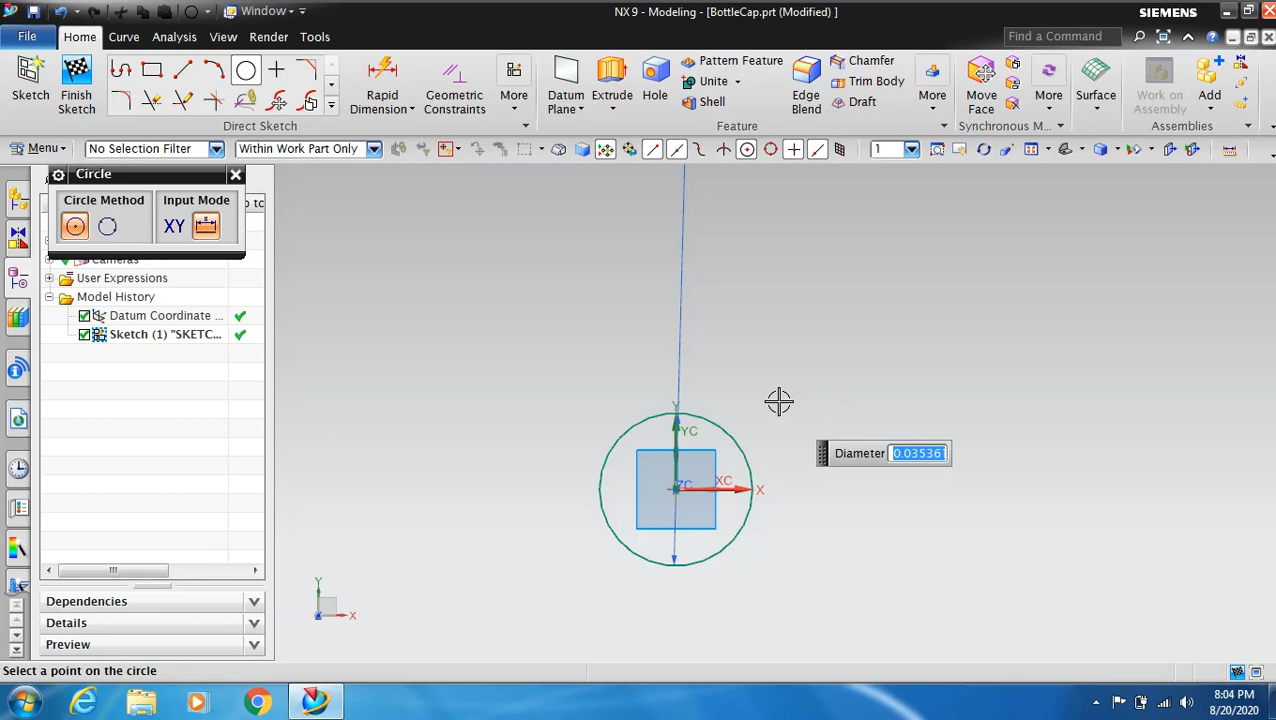 Window
NX 9 - Modeling - [BottleCap.prt (Modified) ]
SIEMENS
File
Home
Curve
Analysis
View
Render
Tools
Find a Command
Sketch
Finish
Sketch
Rapid
Dimension
Geometric
Constraints
More
Datum
Plane
Extrude
Hole
Pattern Feature
Unite
Shell
Edge
Blend
Chamfer
Trim Body
Draft
More
Move
Face
More
Surface
Work on
Assembly
Add
Direct Sketch
Feature
Synchronous M...
Assemblies
Menu
No Selection Filter
Within Work Part Only
1
Circle
Circle Method
Input Mode
XY
p to
Cameras
User Expressions
Model History
Datum Coordinate ...
Sketch (1) "SKETC...
Y
YC
ZC
XC
X
Diameter 0.03536
Y
X
Dependencies
Details
Preview
Select a point on the circle
8:04 PM
8/20/2020